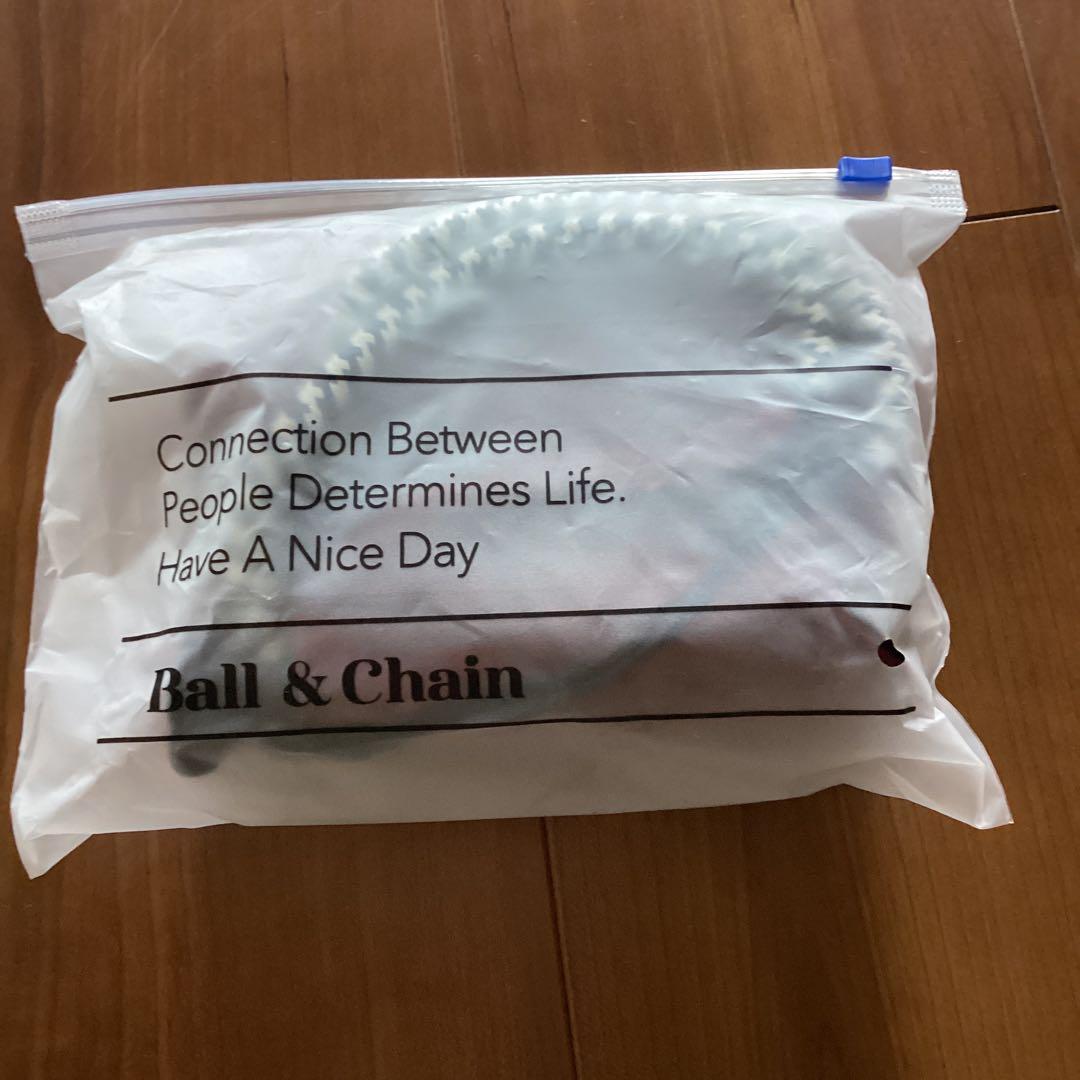 Connection Between
People Determines Life.
Have A Nice Day
Ball & Chain